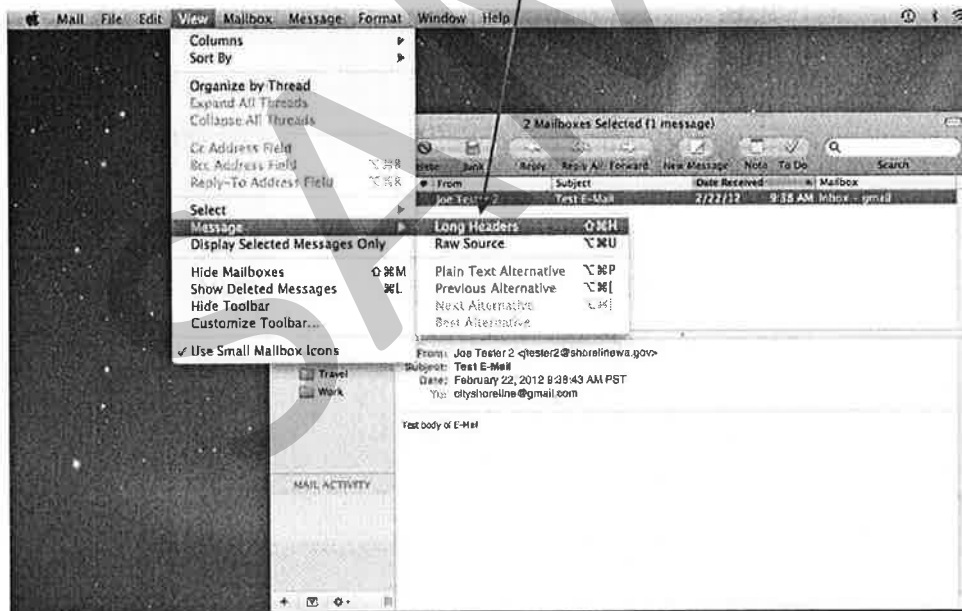 Mail File Edit View Mailbox Message Format Window Help
Columns
Sort By
Organize by Thread
Expand All Threads
Collapse All Threads
Cc Address Field
Bcc Address Field ⌥⌘B
Reply-To Address Field ⌥⌘R
Select
Message
Display Selected Messages Only
Hide Mailboxes ⇧⌘M
Show Deleted Messages ⌘L
Hide Toolbar
Customize Toolbar...
✓ Use Small Mailbox Icons
Long Headers ⇧⌘H
Raw Source ⌥⌘U
Plain Text Alternative ⌥⌘P
Previous Alternative ⌥⌘[
Next Alternative ⌥⌘]
Best Alternative
2 Mailboxes Selected (1 message)
Junk Reply Reply All Forward New Message Note To Do Search
From Subject Date Received Mailbox
Joe Tester 2 Test E-Mail 2/22/12 9:38 AM Mbox - gmail
From: Joe Tester 2 <jtester2@shorelinewa.gov>
Subject: Test E-Mail
Date: February 22, 2012 9:38:43 AM PST
To: cityshoreline@gmail.com
Test body of E-Mail
Travel
Work
MAIL ACTIVITY